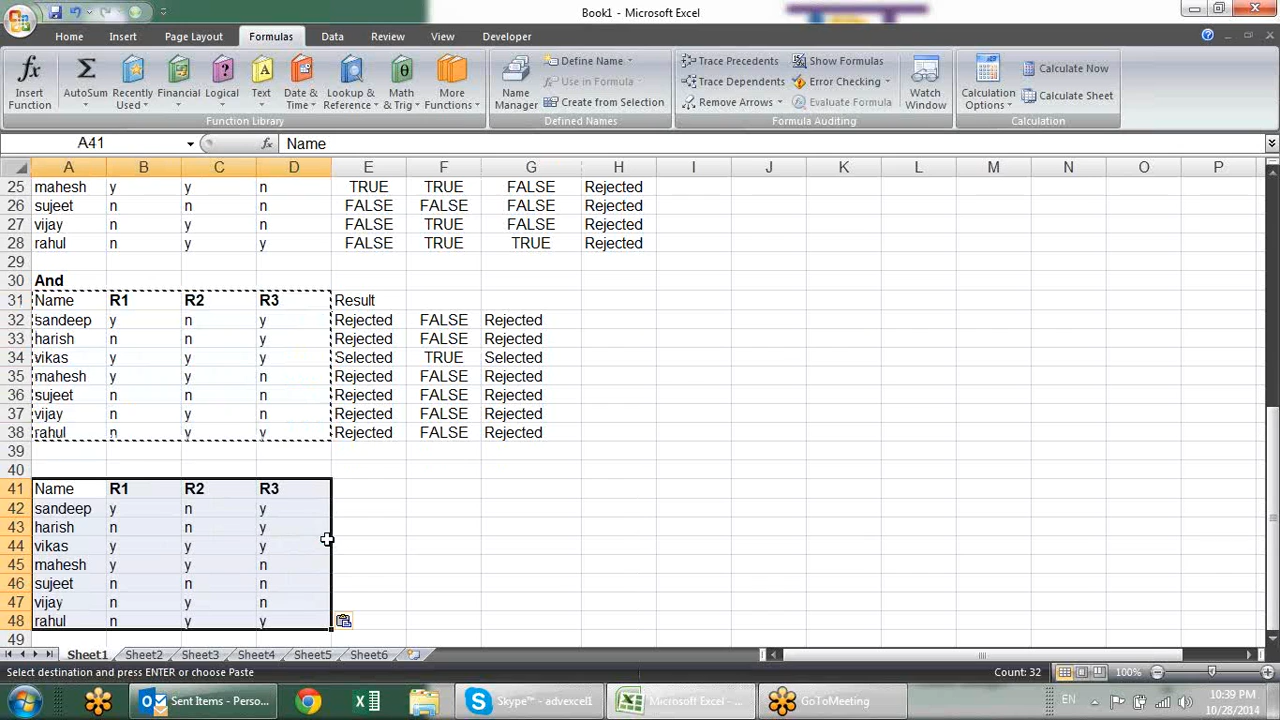 Book1 - Microsoft Excel
Home Insert Page Layout Formulas Data Review View Developer
fx Insert Function
Σ AutoSum
Recently Used
Financial
Logical
A Text
Date & Time
Lookup & Reference
θ Math & Trig
More Functions
Function Library
Name Manager
Define Name
Use in Formula
Create from Selection
Defined Names
Trace Precedents
Trace Dependents
Remove Arrows
Show Formulas
Error Checking
Evaluate Formula
Formula Auditing
Watch Window
Calculation Options
Calculate Now
Calculate Sheet
Calculation
A41 fx Name
A B C D E F G H I J K L M N O P
25 mahesh y y n TRUE TRUE FALSE Rejected
26 sujeet n n n FALSE FALSE FALSE Rejected
27 vijay n y n FALSE TRUE FALSE Rejected
28 rahul n y y FALSE TRUE TRUE Rejected
29
30 And
31 Name R1 R2 R3 Result
32 sandeep y n y Rejected FALSE Rejected
33 harish n n y Rejected FALSE Rejected
34 vikas y y y Selected TRUE Selected
35 mahesh y y n Rejected FALSE Rejected
36 sujeet n n n Rejected FALSE Rejected
37 vijay n y n Rejected FALSE Rejected
38 rahul n y y Rejected FALSE Rejected
39
40
41 Name R1 R2 R3
42 sandeep y n y
43 harish n n y
44 vikas y y y
45 mahesh y y n
46 sujeet n n n
47 vijay n y n
48 rahul n y y
49
Sheet1 Sheet2 Sheet3 Sheet4 Sheet5 Sheet6
Select destination and press ENTER or choose Paste Count: 32 100%
Sent Items - Perso... Skype™ - advexcel1 Microsoft Excel - ... GoToMeeting EN 10:39 PM
10/28/2014